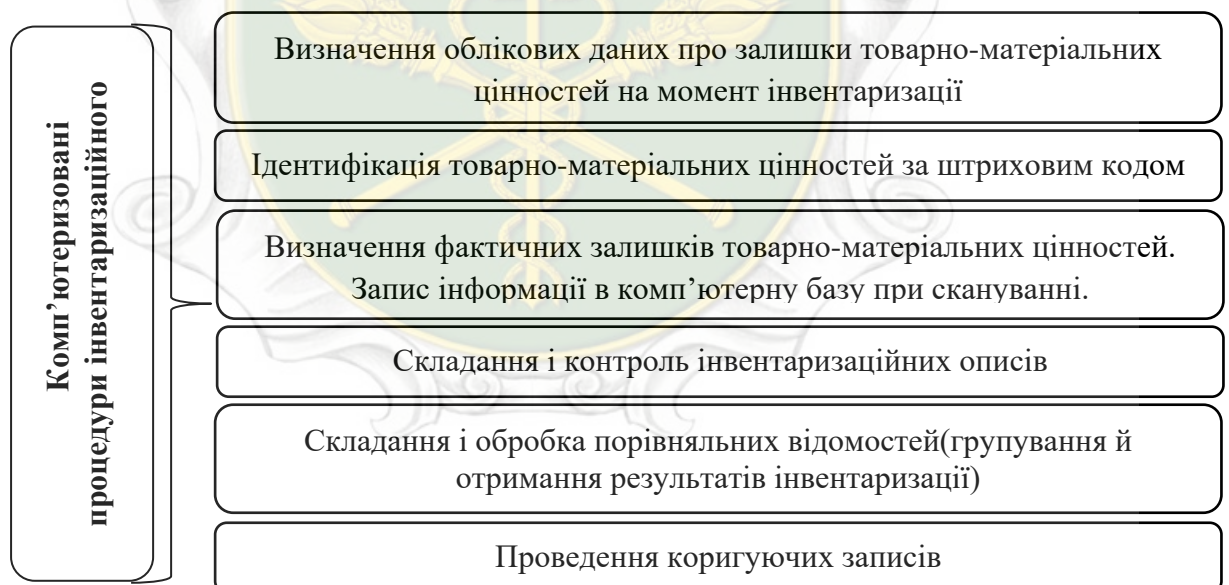 Комп’ютеризовані
процедури інвентаризаційного
Визначення облікових даних про залишки товарно-матеріальних
цінностей на момент інвентаризації
Ідентифікація товарно-матеріальних цінностей за штриховим кодом
Визначення фактичних залишків товарно-матеріальних цінностей.
Запис інформації в комп’ютерну базу при скануванні.
Складання і контроль інвентаризаційних описів
Складання і обробка порівняльних відомостей(групування й
отримання результатів інвентаризації)
Проведення коригуючих записів